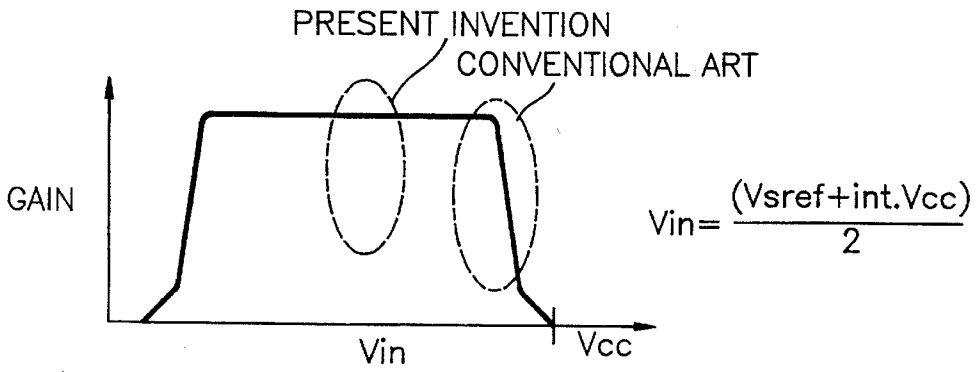 PRESENT INVENTION
CONVENTIONAL ART
GAIN
Vin= (Vsref+int.Vcc)
2
Vin
Vcc